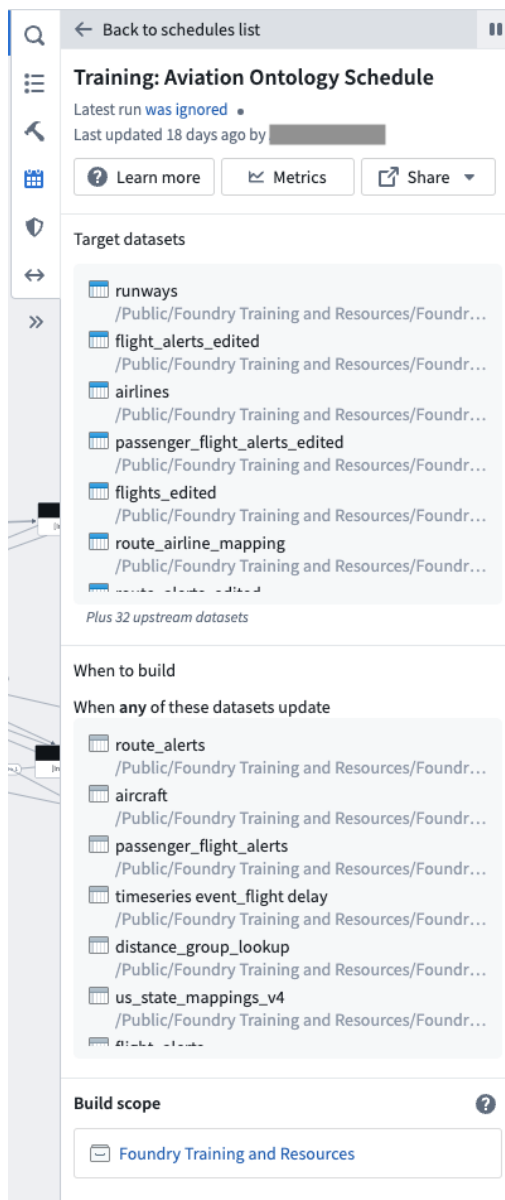 Back to schedules list
Training: Aviation Ontology Schedule
Latest run was ignored
Last updated 18 days ago by
Learn more
Metrics
Share
Target datasets
runways
/Public/Foundry Training and Resources/Foundr...
flight_alerts_edited
/Public/Foundry Training and Resources/Foundr...
airlines
/Public/Foundry Training and Resources/Foundr...
passenger_flight_alerts_edited
/Public/Foundry Training and Resources/Foundr...
flights_edited
/Public/Foundry Training and Resources/Foundr...
route_airline_mapping
/Public/Foundry Training and Resources/Foundr...
route_alerts_edited
Plus 32 upstream datasets
When to build
When any of these datasets update
route_alerts
/Public/Foundry Training and Resources/Foundr...
aircraft
/Public/Foundry Training and Resources/Foundr...
passenger_flight_alerts
/Public/Foundry Training and Resources/Foundr...
timeseries event_flight delay
/Public/Foundry Training and Resources/Foundr...
distance_group_lookup
/Public/Foundry Training and Resources/Foundr...
us_state_mappings_v4
/Public/Foundry Training and Resources/Foundr...
flight_alerts
Build scope
Foundry Training and Resources